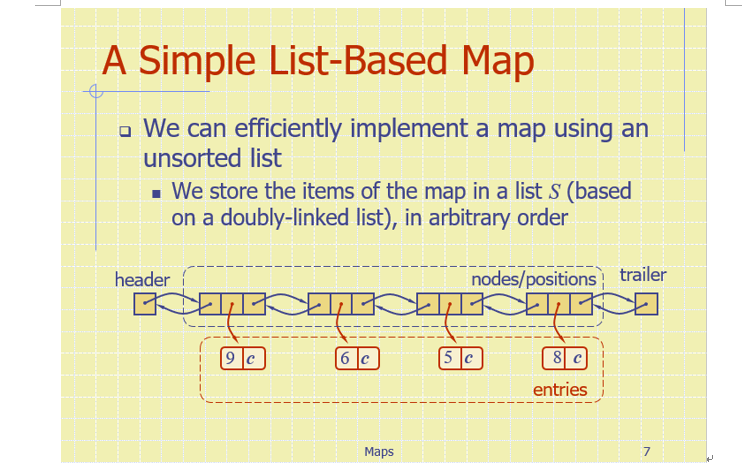 A Simple List-Based Map
We can efficiently implement a map using an
unsorted list
We store the items of the map in a list S (based
on a doubly-linked list), in arbitrary order
header
nodes/positions
trailer
9 c
6 c
5 c
8 c
entries
Maps
7